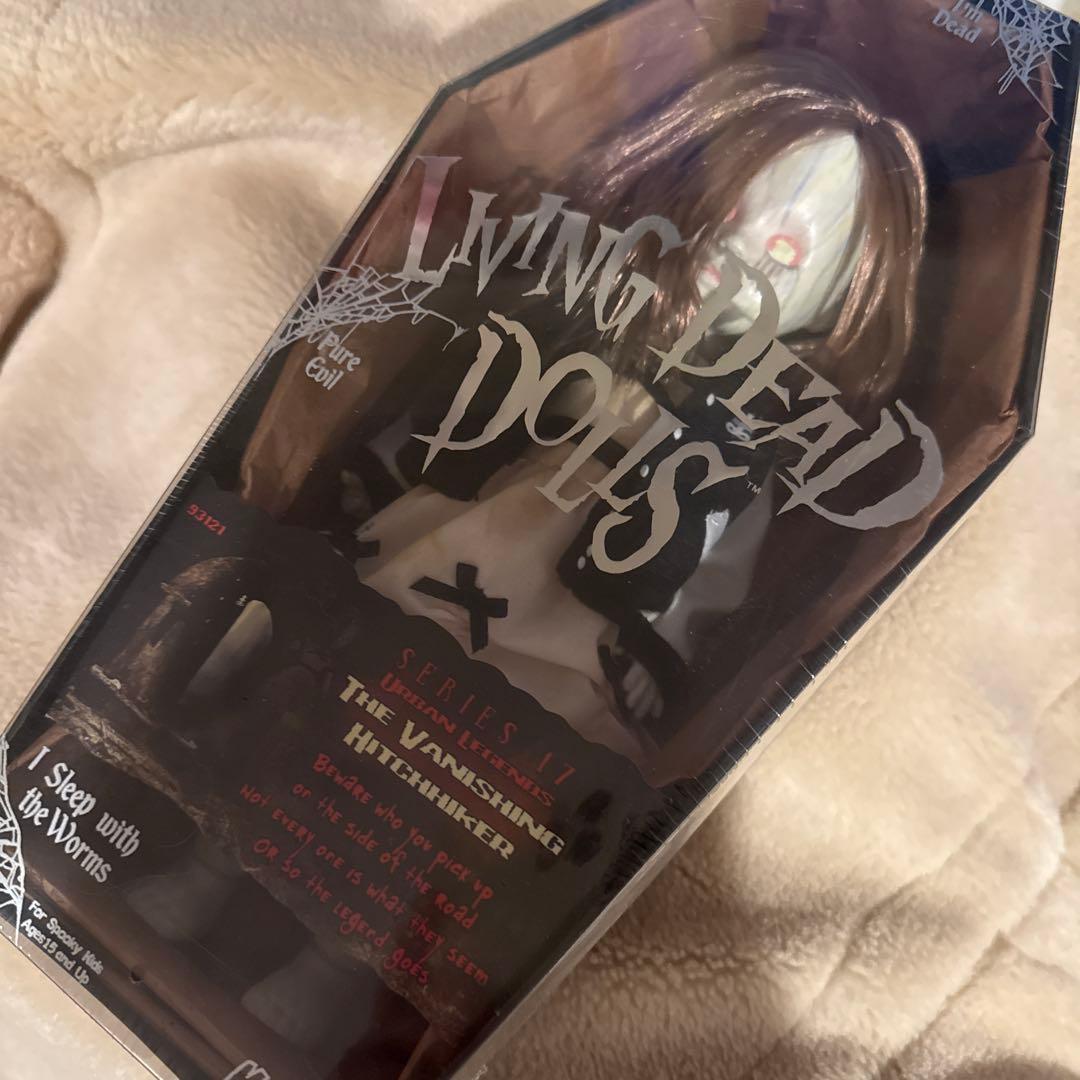 I'm
Dead
LIVING DEAD
DOLLS™
Pure
Evil
93121
SERIES 17
URBAN LEGENDS
THE VANISHING
HITCHHIKER
BEWARE WHO YOU PICK UP
ON THE SIDE OF THE ROAD
NOT EVERY ONE IS WHAT THEY SEEM
OR SO THE LEGEND GOES
I Sleep with
the Worms
For Spooky Kids
Ages 15 and Up